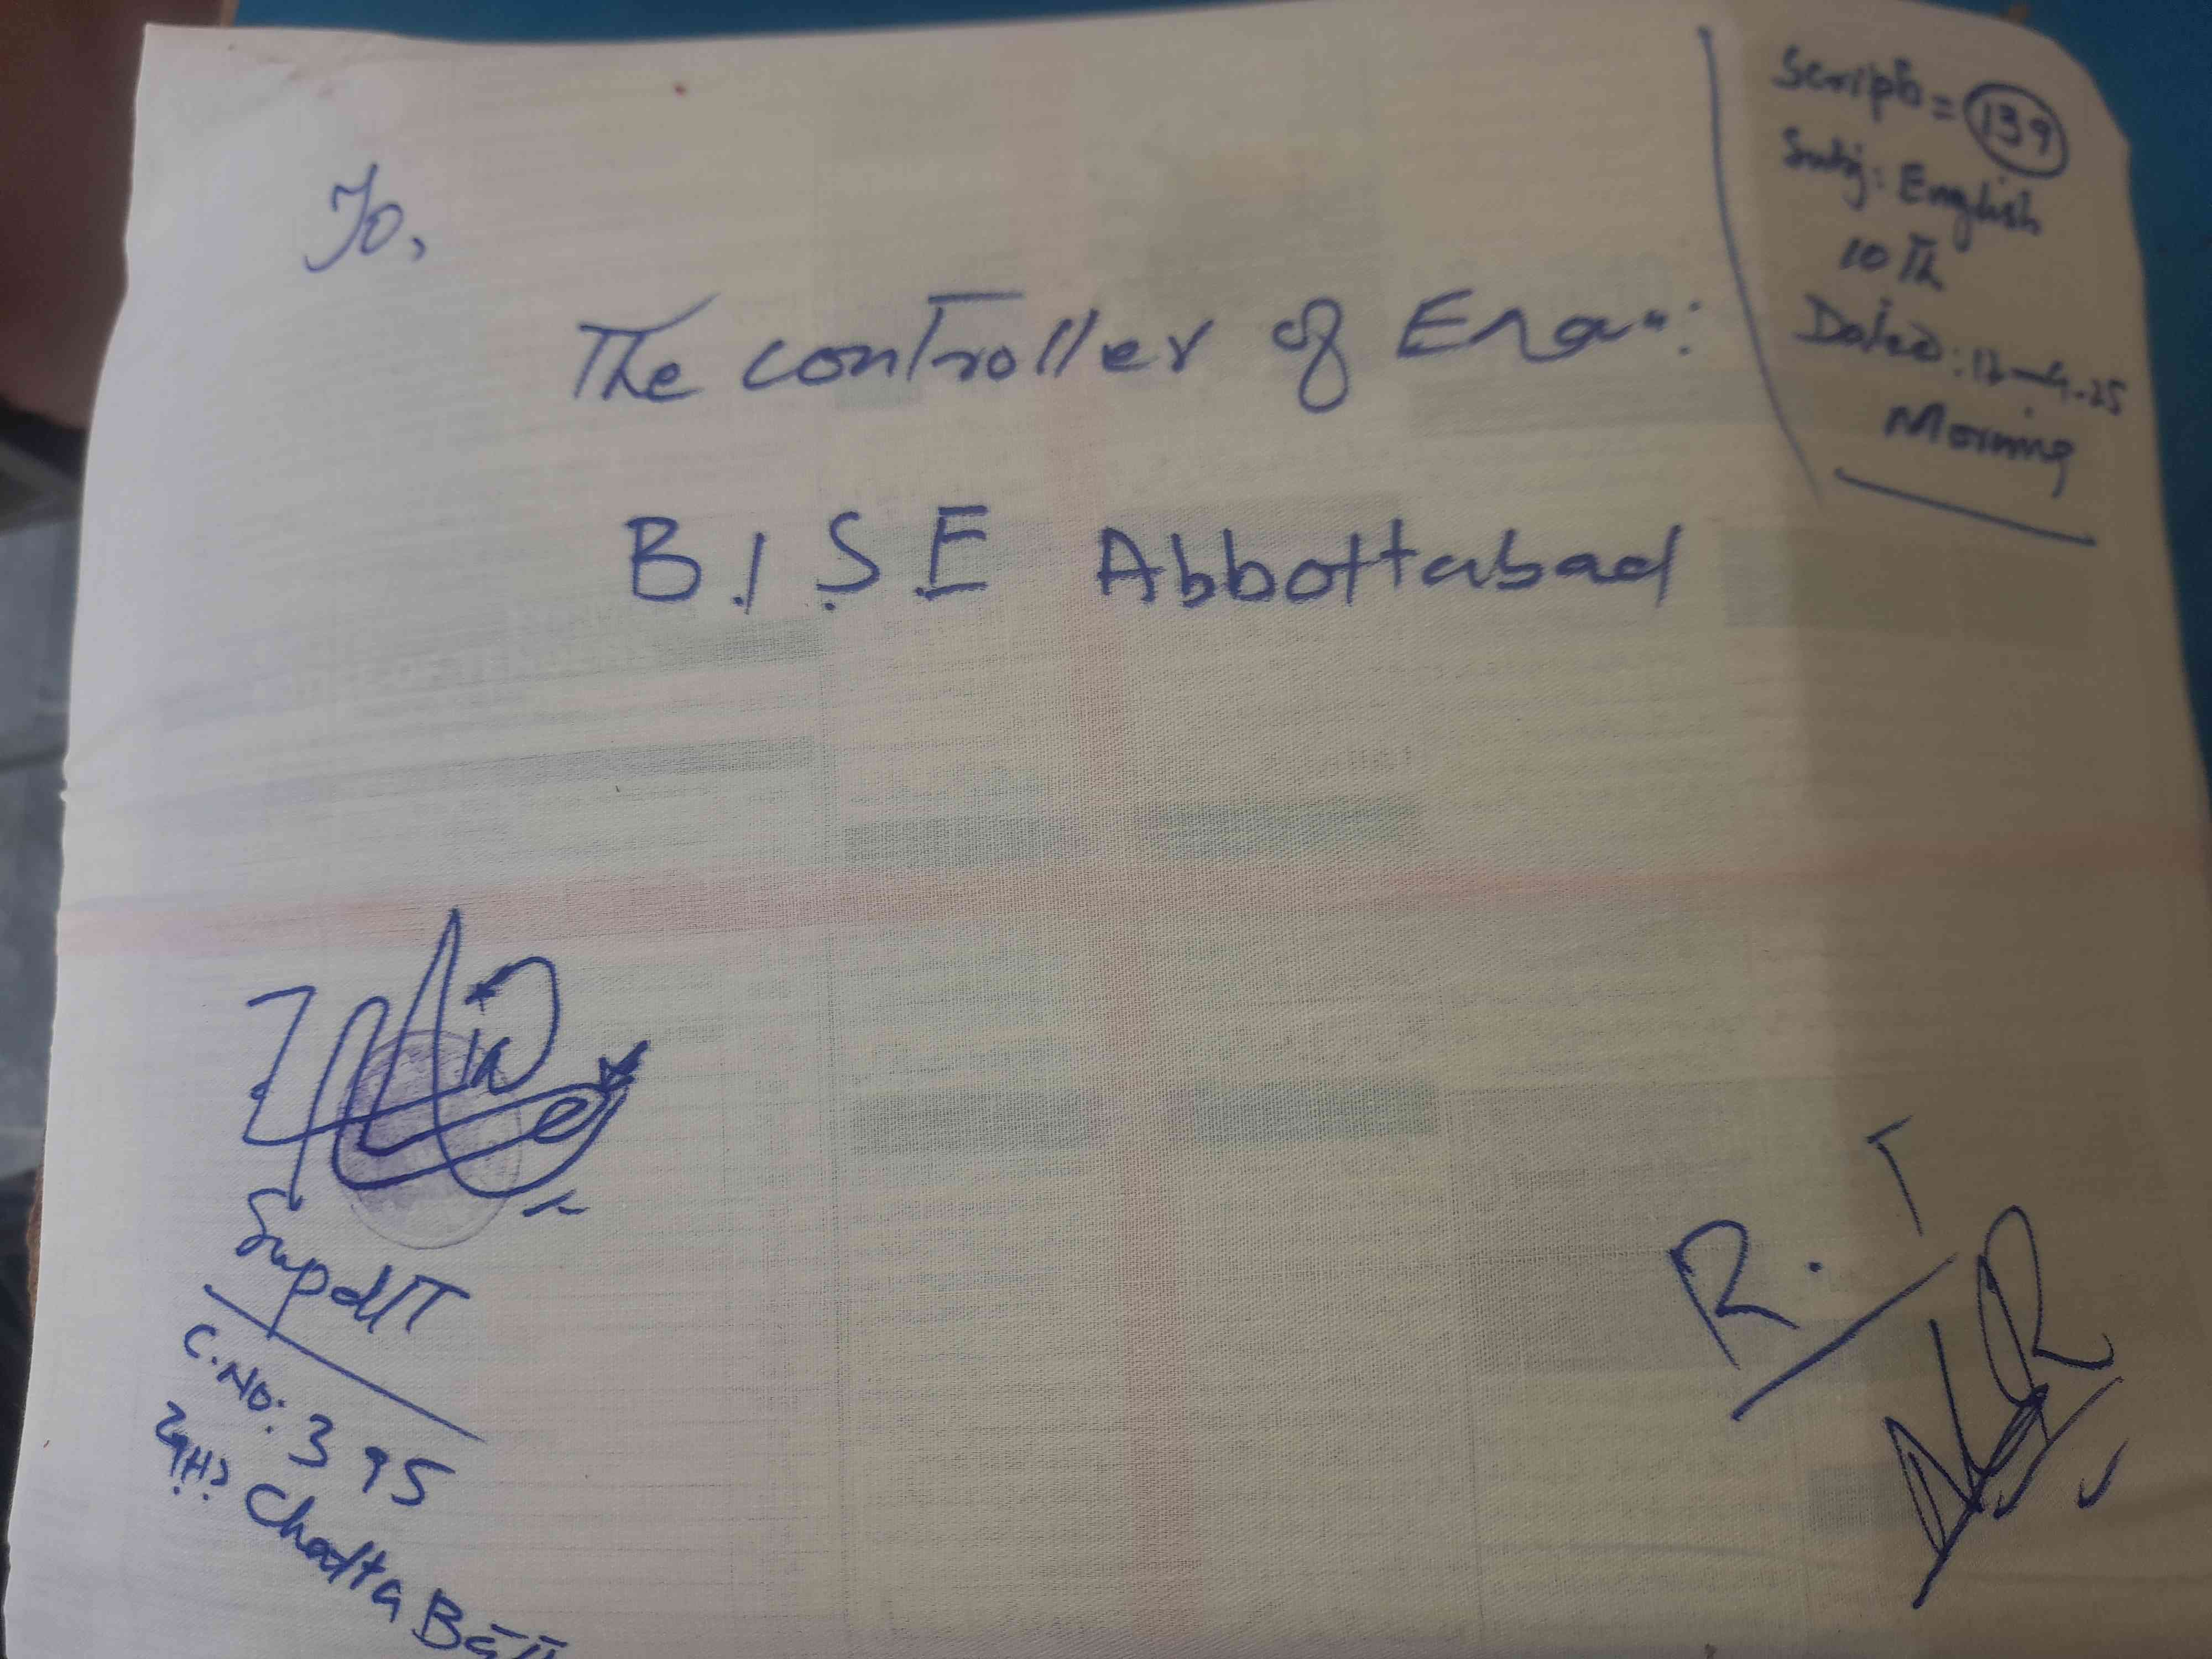 Scripts = 139
Subj: English
10Th
Dated: 12-4-25
Morning
To,
The controller of Exam:
B.I.S.E Abbottabad
Supdt
C.No: 395
Chatta
R.T